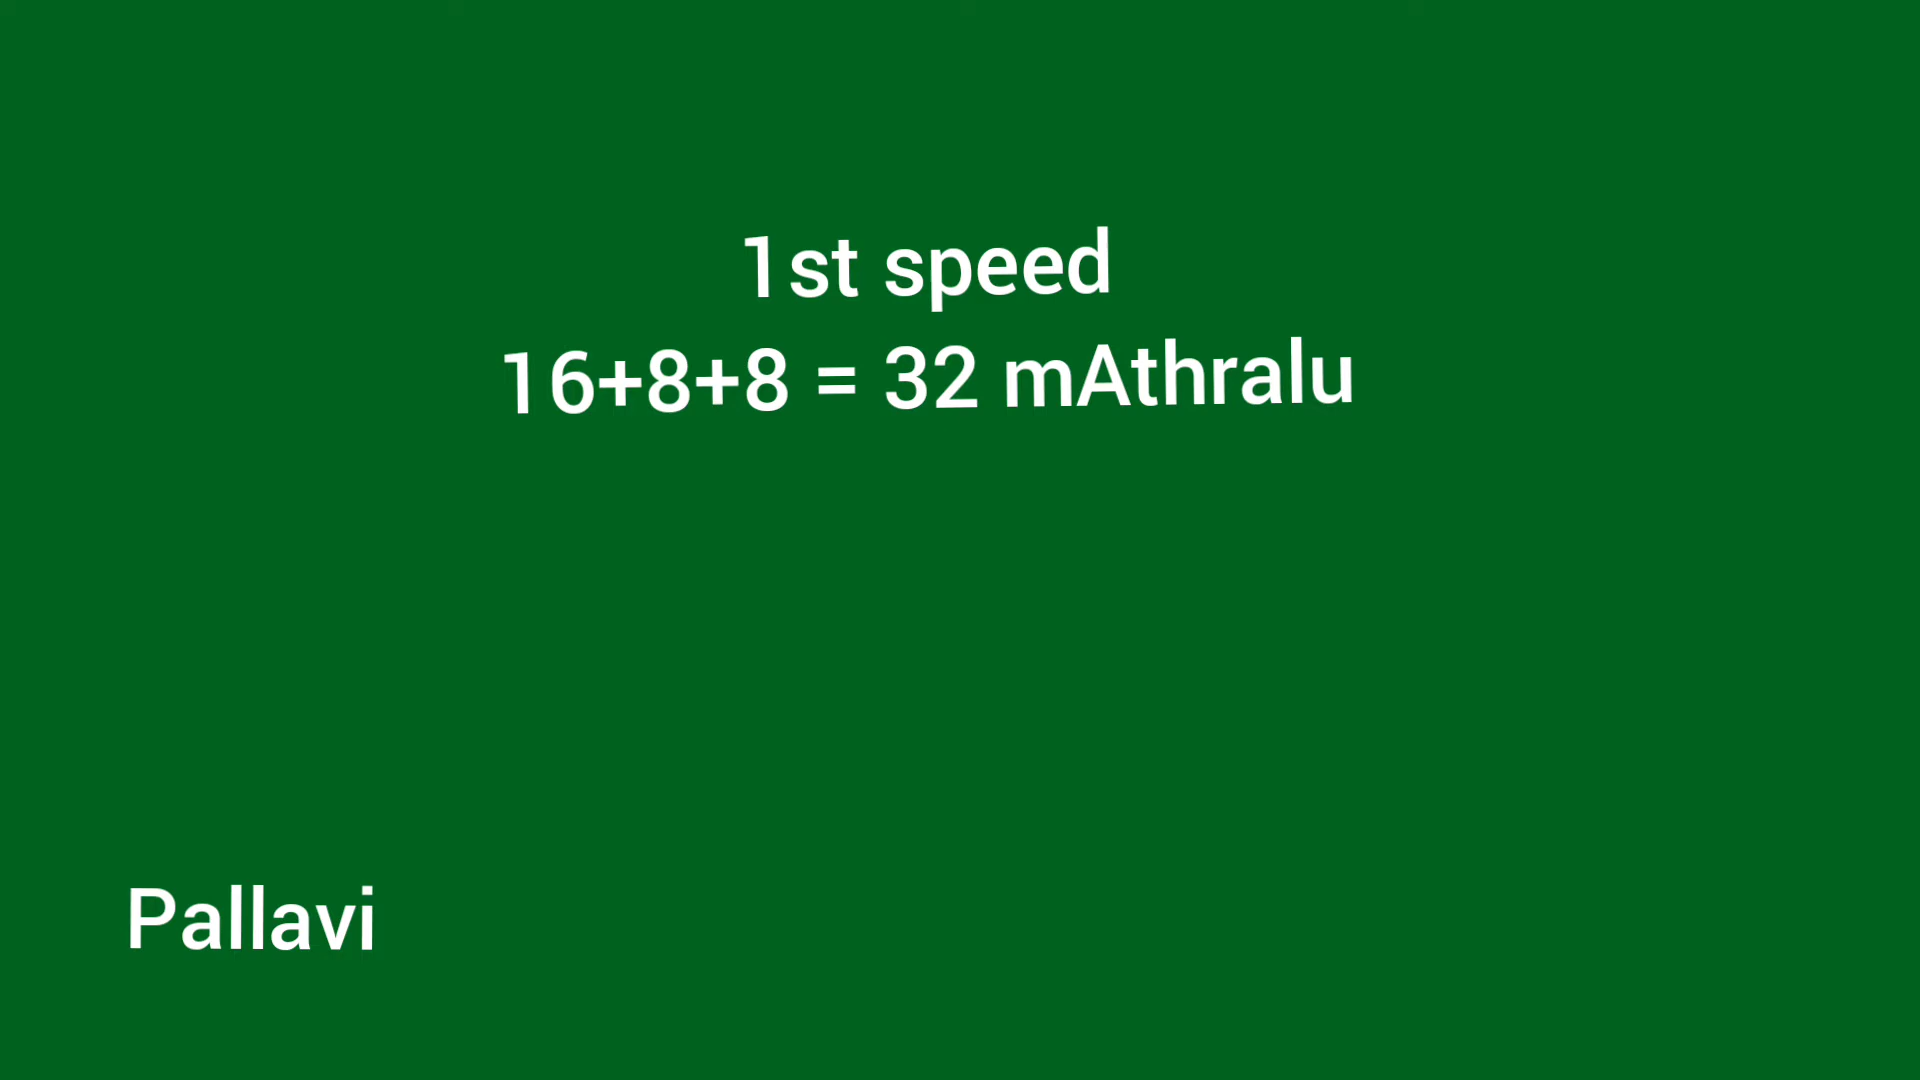 1st speed
16+8+8 = 32 mAthralu
Pallavi